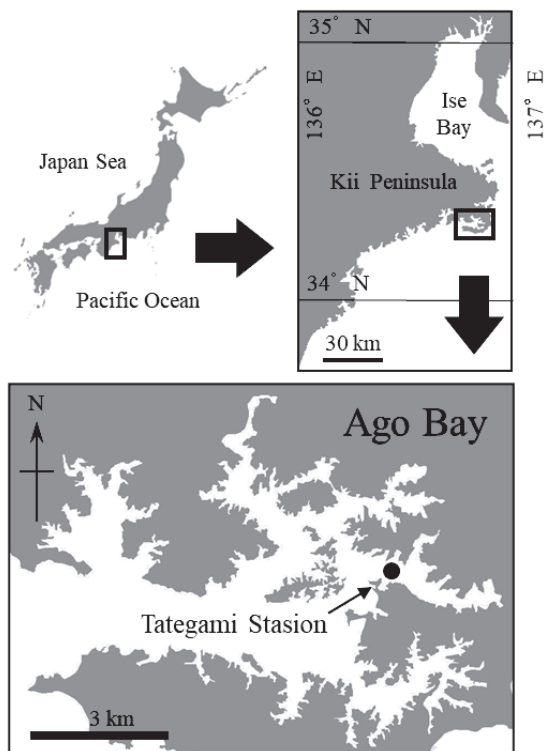 Japan Sea
Pacific Ocean
35° N
136° E
137° E
Ise
Bay
Kii Peninsula
34° N
30 km
N
Ago Bay
Tategami Stasion
3 km